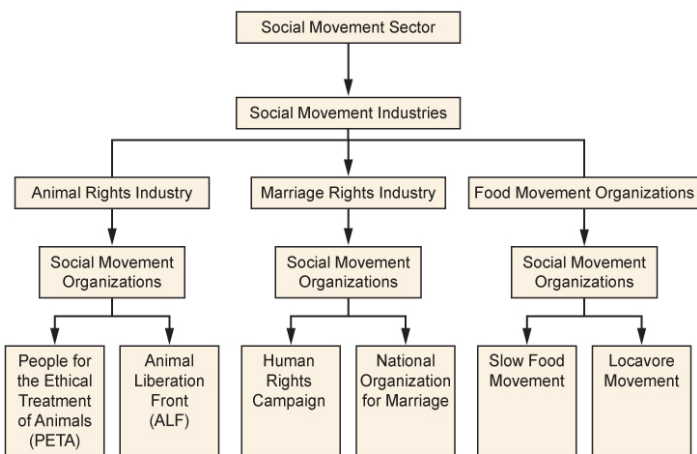 Social Movement Sector
Social Movement Industries
Animal Rights Industry
Marriage Rights Industry
Food Movement Organizations
Social Movement
Organizations
Social Movement
Organizations
Social Movement
Organizations
People for
the Ethical
Treatment
of Animals
(PETA)
Animal
Liberation
Front
(ALF)
Human
Rights
Campaign
National
Organization
for Marriage
Slow Food
Movement
Locavore
Movement